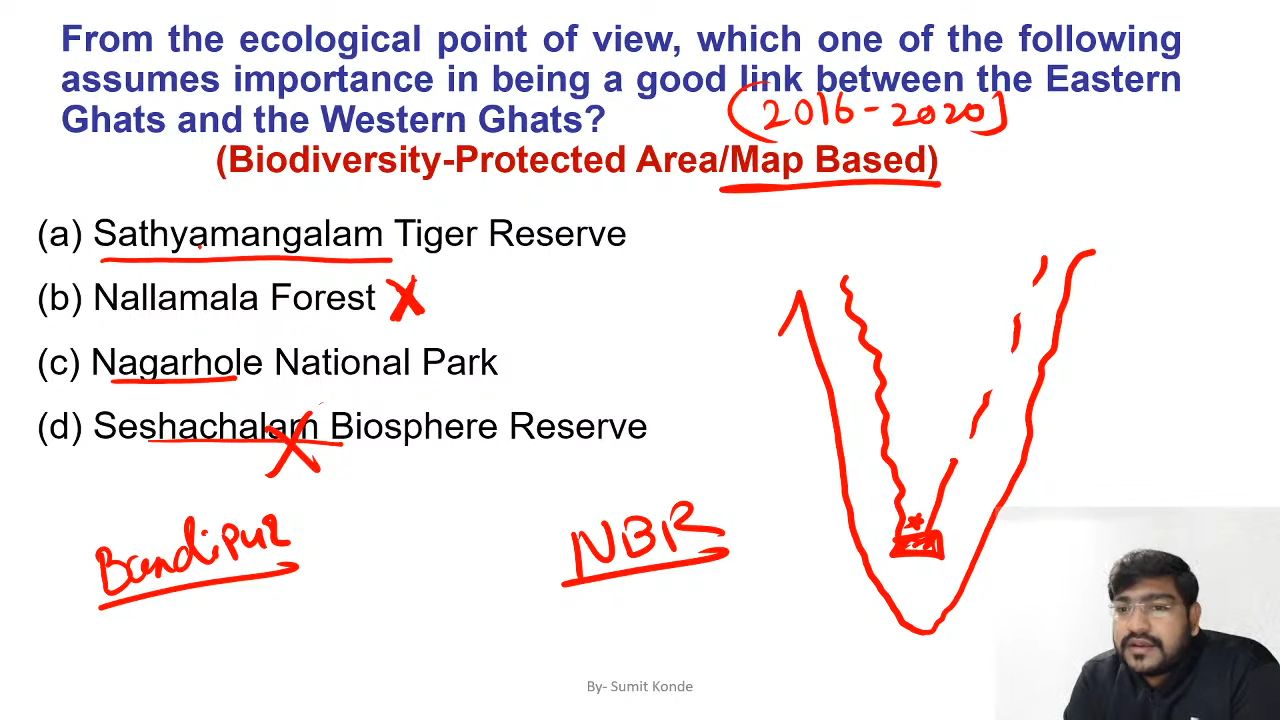 From the ecological point of view, which one of the following
assumes importance in being a good link between the Eastern
Ghats and the Western Ghats?
(2016-2020]
(Biodiversity-Protected Area/Map Based)
(a) Sathyamangalam Tiger Reserve
(b) Nallamala Forest X
(c) Nagarhole National Park
(d) Seshachalam Biosphere Reserve
Bandipur
NBR
By- Sumit Konde